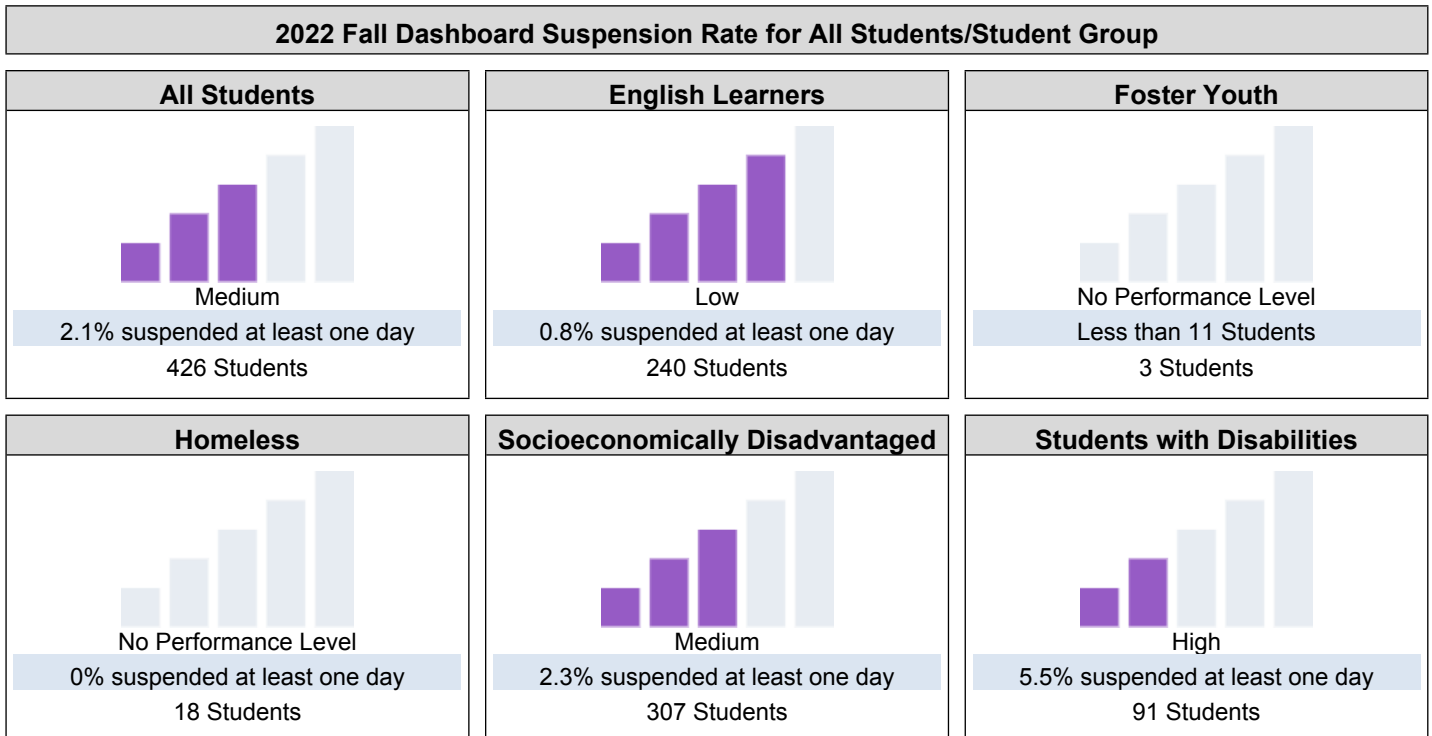 2022 Fall Dashboard Suspension Rate for All Students/Student Group
All Students
Medium
2.1% suspended at least one day
426 Students
English Learners
Low
0.8% suspended at least one day
240 Students
Foster Youth
No Performance Level
Less than 11 Students
3 Students
Homeless
No Performance Level
0% suspended at least one day
18 Students
Socioeconomically Disadvantaged
Medium
2.3% suspended at least one day
307 Students
Students with Disabilities
High
5.5% suspended at least one day
91 Students